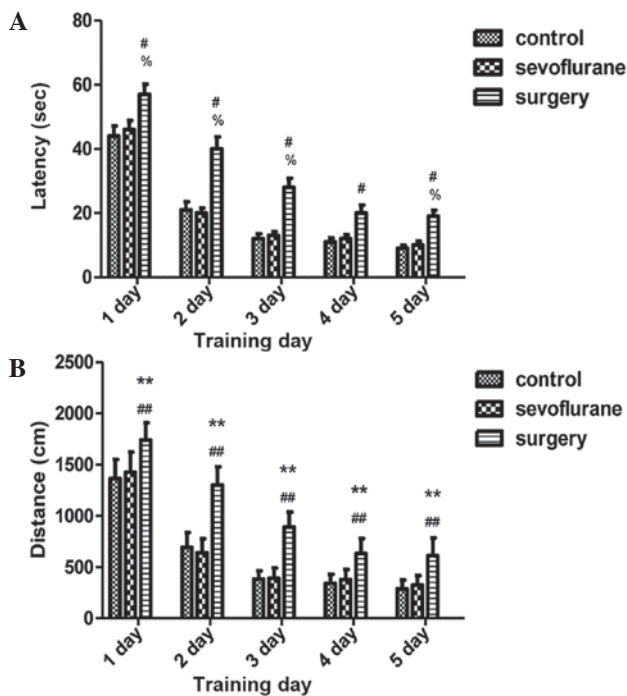 A
80
60
40
20
0
Latency (sec)
#
%
#
%
#
%
#
#
%
control
sevoflurane
surgery
1 day
2 day
3 day
4 day
5 day
Training day
B
2500
2000
1500
1000
500
0
Distance (cm)
**
##
**
##
**
##
**
##
**
##
control
sevoflurane
surgery
1 day
2 day
3 day
4 day
5 day
Training day